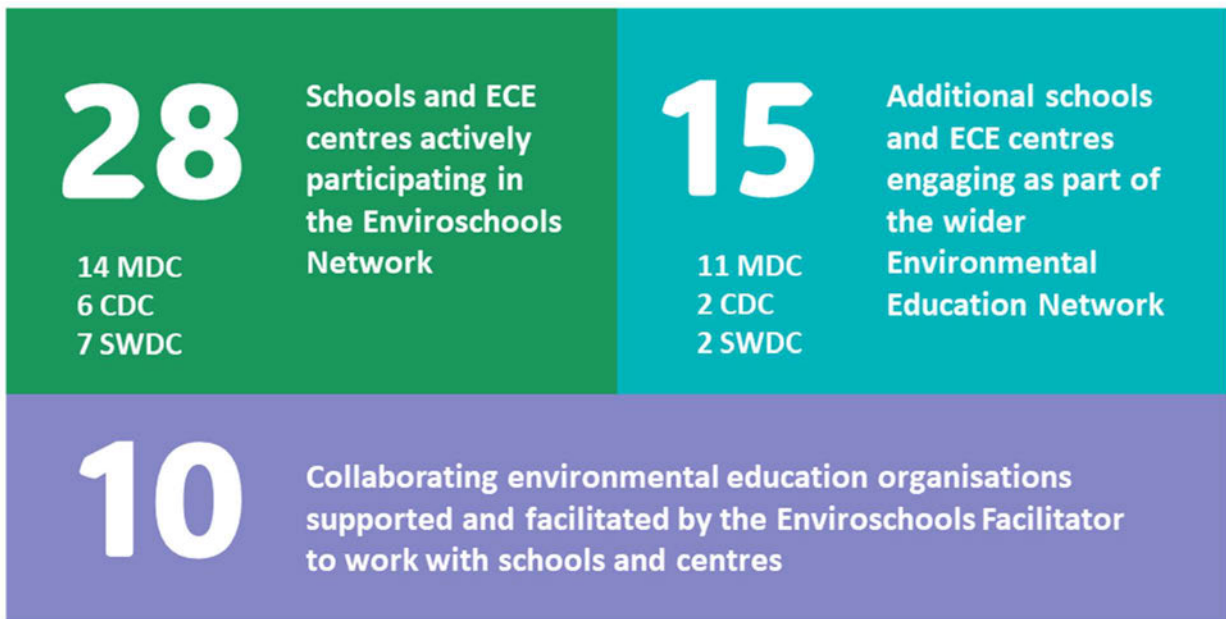 28
Schools and ECE
centres actively
participating in
the Enviroschools
Network
14 MDC
6 CDC
7 SWDC
15
Additional schools
and ECE centres
engaging as part of
the wider
Environmental
Education Network
11 MDC
2 CDC
2 SWDC
10
Collaborating environmental education organisations
supported and facilitated by the Enviroschools Facilitator
to work with schools and centres